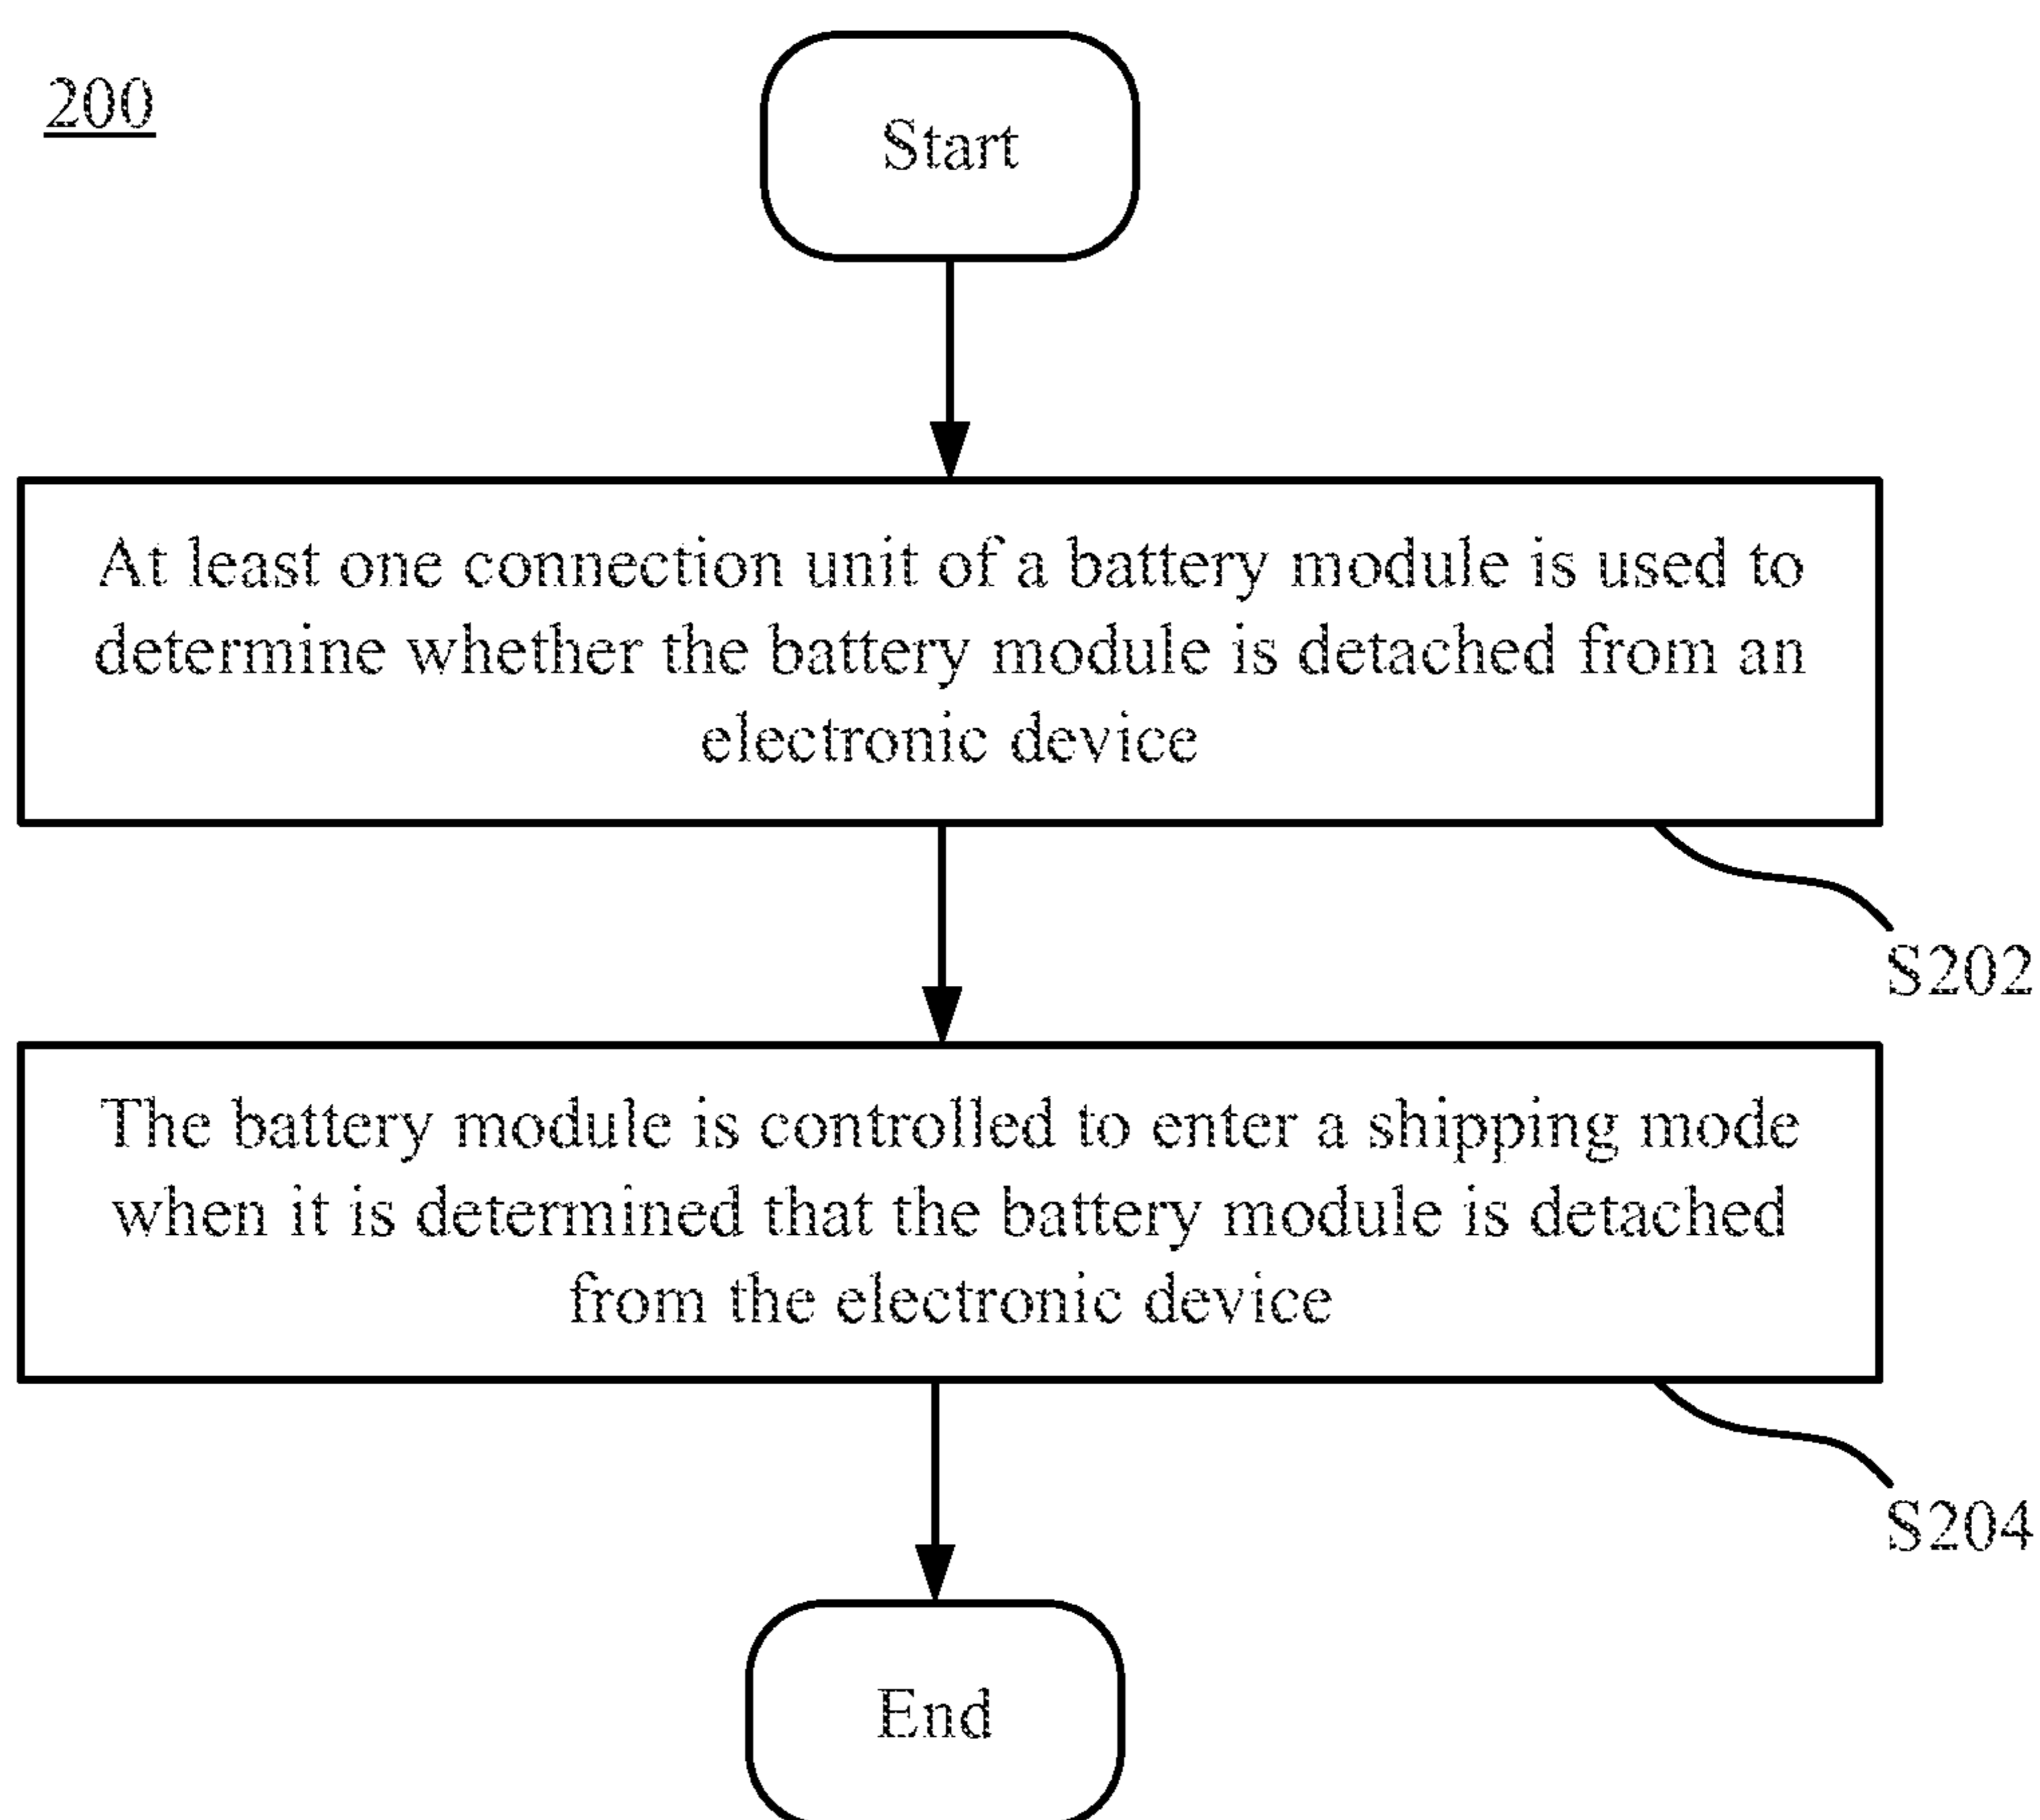 200
Start
At least one connection unit of a battery module is used to
determine whether the battery module is detached from an
electronic device
S202
The battery module is controlled to enter a shipping mode
when it is determined that the battery module is detached
from the electronic device
S204
End